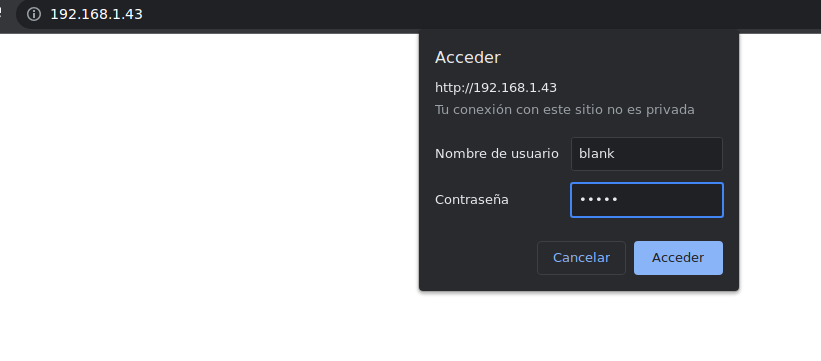 192.168.1.43
Acceder
http://192.168.1.43
Tu conexión con este sitio no es privada
Nombre de usuario blank
Contraseña •••••
Cancelar Acceder